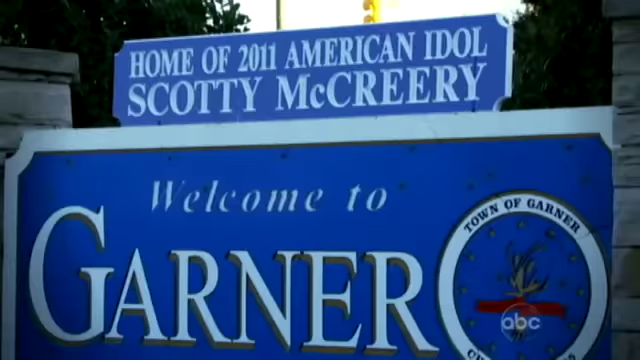 HOME OF 2011 AMERICAN IDOL
SCOTTY McCREERY
Welcome to
GARNER
TOWN OF GARNER
abc